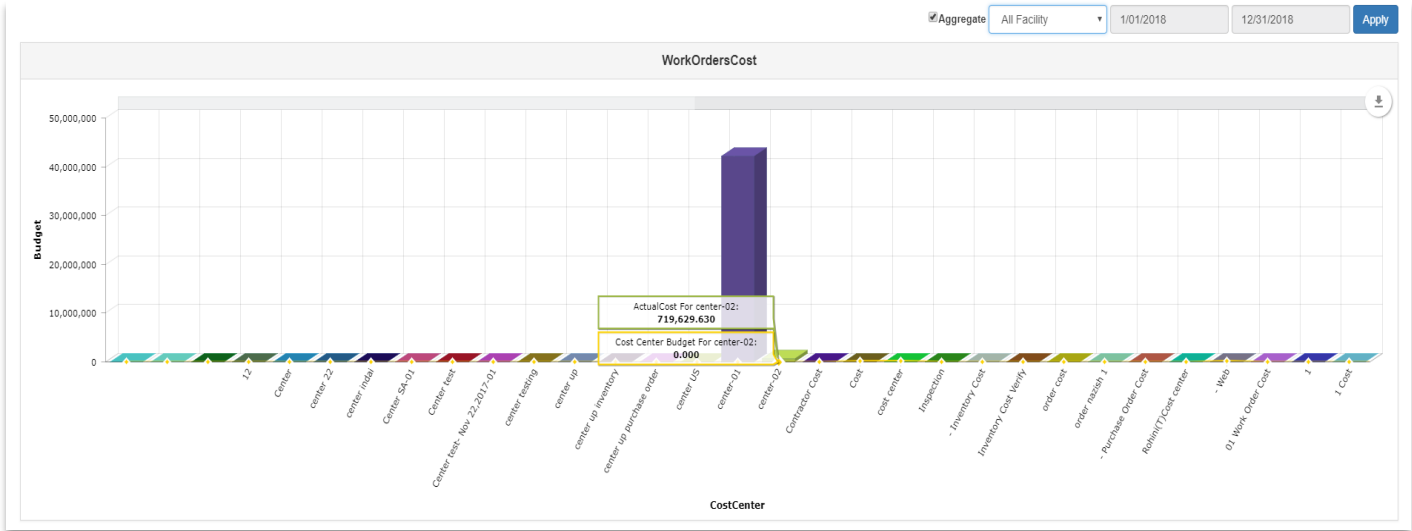 Aggregate All Facility 1/01/2018 12/31/2018 Apply
WorkOrdersCost
50,000,000
40,000,000
30,000,000
20,000,000
10,000,000
0
Budget
ActualCost For center-02:
719,629.630
Cost Center Budget For center-02:
0.000
12
Center
center 22
center indal
Center SA-01
Center test
Center test- Nov 22,2017-01
center testing
center up
center up inventory
center up purchase order
center US
center-01
center-02
Contractor Cost
Cost
cost center
Inspection
- Inventory Cost
Inventory Cost Verify
order cost
order nazish 1
- Purchase Order Cost
Rohini(T)Cost center
- Web
01 Work Order Cost
1
1 Cost
CostCenter